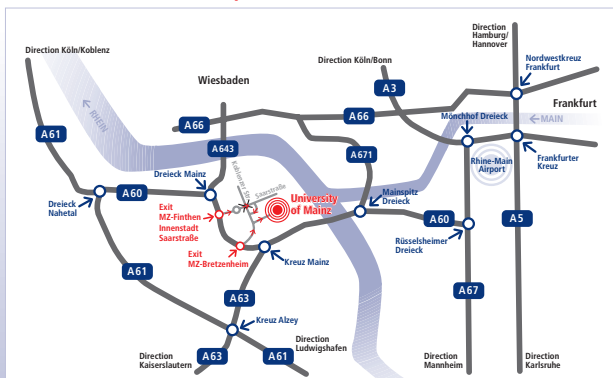 Direction
Hamburg/
Hannover
Direction Köln/Koblenz
Direction Köln/Bonn
Nordwestkreuz
Frankfurt
Wiesbaden
A3
Frankfurt
RHEIN
A66
A66
Mönchhof Dreieck
MAIN
A61
A643
A671
Frankfurter
Kreuz
Rhine-Main
Airport
Dreieck Mainz
Koblenzer Str.
Saarstraße
Mainspitz
Dreieck
A60
University
of Mainz
Dreieck
Nahetal
Exit
MZ-Finthen
Innenstadt
Saarstraße
A60
A5
Rüsselsheimer
Dreieck
Exit
MZ-Bretzenheim
Kreuz Mainz
A61
A63
A67
Kreuz Alzey
Direction
Ludwigshafen
Direction
Kaiserslautern
A63
A61
Direction
Mannheim
Direction
Karlsruhe